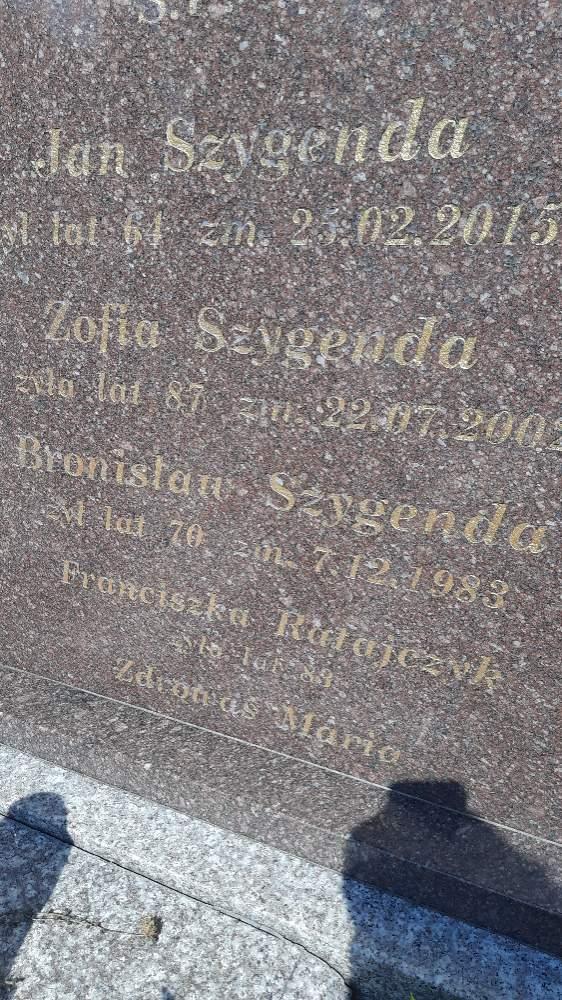 Jan Szygenda
żył lat 64 zm. 25.02.2015
Zofia Szygenda
żyła lat 87 zm. 22.07.2002
Bronisław Szygenda
żył lat 70 zm. 7.12.1983
Franciszka Ratajczyk
żyła lat 83
Zdrowaś Maria